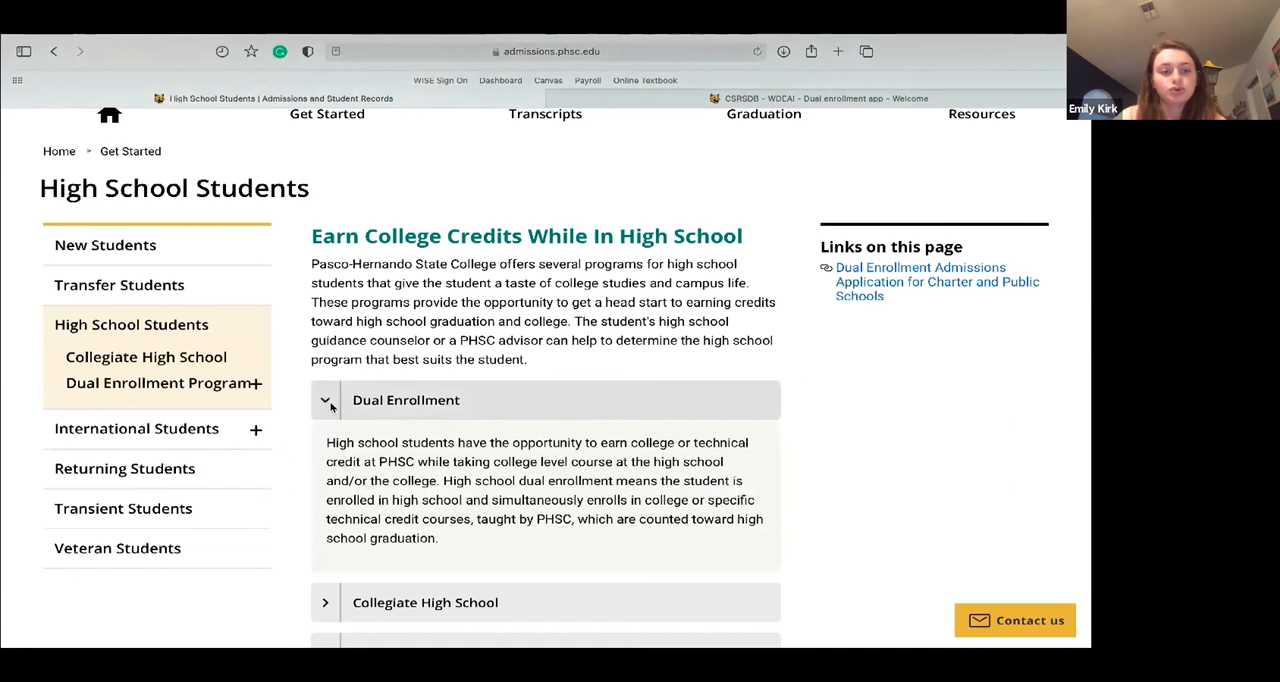 admissions.phsc.edu
WISE Sign On Dashboard Canvas Payroll Online Textbook
High School Students | Admissions and Student Records
CSRSDB - WDEAI - Dual enrollment app - Welcome
Emily Kirk
Get Started Transcripts Graduation Resources
Home > Get Started
High School Students
New Students
Transfer Students
High School Students
Collegiate High School
Dual Enrollment Program+
International Students +
Returning Students
Transient Students
Veteran Students
Earn College Credits While In High School
Pasco-Hernando State College offers several programs for high school
students that give the student a taste of college studies and campus life.
These programs provide the opportunity to get a head start to earning credits
toward high school graduation and college. The student's high school
guidance counselor or a PHSC advisor can help to determine the high school
program that best suits the student.
Dual Enrollment
High school students have the opportunity to earn college or technical
credit at PHSC while taking college level course at the high school
and/or the college. High school dual enrollment means the student is
enrolled in high school and simultaneously enrolls in college or specific
technical credit courses, taught by PHSC, which are counted toward high
school graduation.
Collegiate High School
Links on this page
Dual Enrollment Admissions
Application for Charter and Public
Schools
Contact us